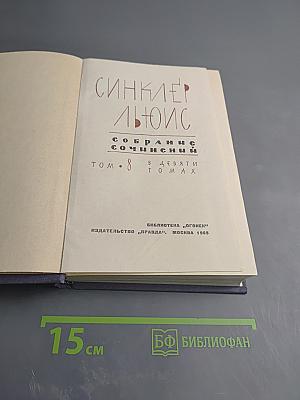 СИНКЛЕР
ЛЬЮИС
СОБРАНИЕ
СОЧИНЕНИЙ
ТОМ • 8 В ДЕВЯТИ
ТОМАХ
БИБЛИОТЕКА „ОГОНЕК"
ИЗДАТЕЛЬСТВО „ПРАВДА". МОСКВА 1965
15 см БФ БИБЛИОФАН